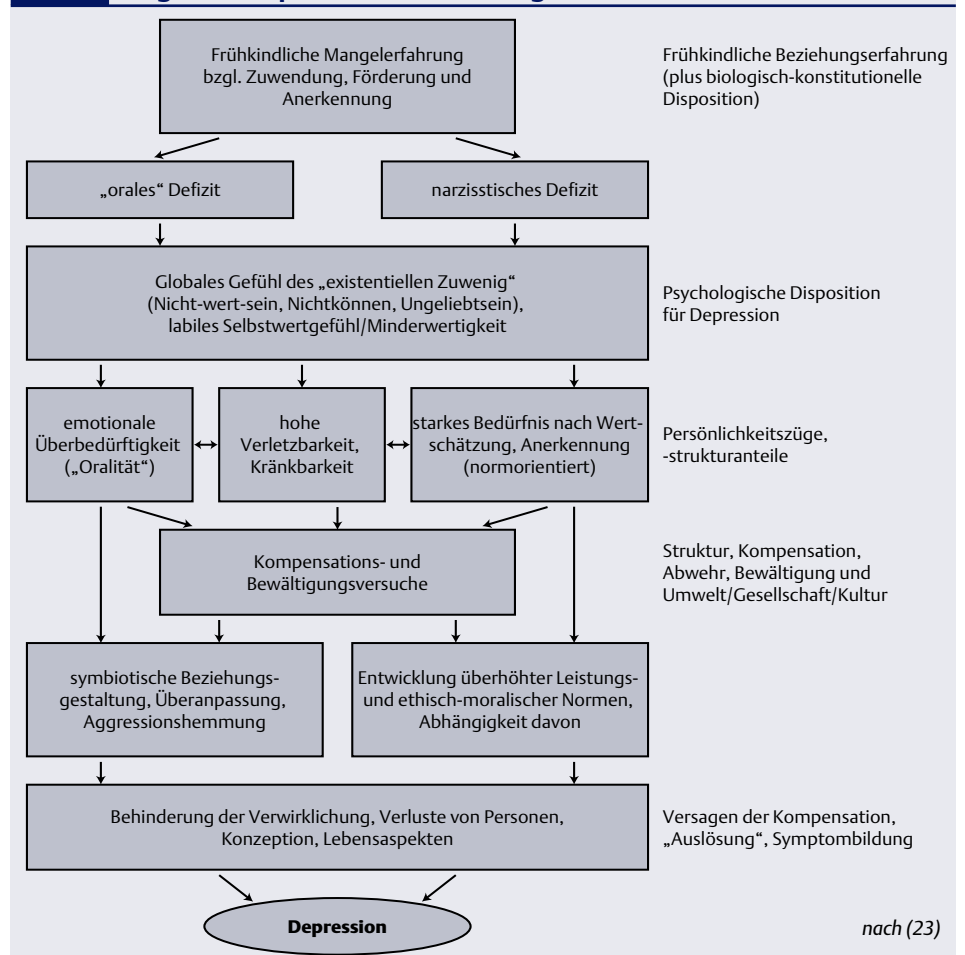 Frühkindliche Mangelerfahrung
bzgl. Zuwendung, Förderung und
Anerkennung
Frühkindliche Beziehungserfahrung
(plus biologisch-konstitutionelle
Disposition)
„orales“ Defizit
narzisstisches Defizit
Globales Gefühl des „existentiellen Zuwenig“
(Nicht-wert-sein, Nichtkönnen, Ungeliebtsein),
labiles Selbstwertgefühl/Minderwertigkeit
Psychologische Disposition
für Depression
emotionale
Überbedürftigkeit
(„Oralität“)
hohe
Verletzbarkeit,
Kränkbarkeit
starkes Bedürfnis nach Wert-
schätzung, Anerkennung
(normorientiert)
Persönlichkeitszüge,
-strukturanteile
Kompensations- und
Bewältigungsversuche
Struktur, Kompensation,
Abwehr, Bewältigung und
Umwelt/Gesellschaft/Kultur
symbiotische Beziehungs-
gestaltung, Überanpassung,
Aggressionshemmung
Entwicklung überhöhter Leistungs-
und ethisch-moralischer Normen,
Abhängigkeit davon
Behinderung der Verwirklichung, Verluste von Personen,
Konzeption, Lebensaspekten
Versagen der Kompensation,
„Auslösung“, Symptombildung
Depression
nach (23)